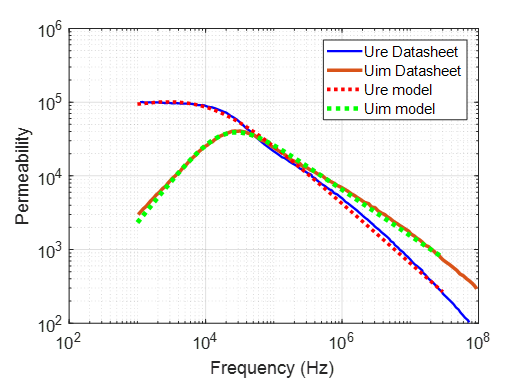 10^6
10^5
10^4
10^3
10^2
Permeability
Ure Datasheet
Uim Datasheet
Ure model
Uim model
10^2 10^4 10^6 10^8
Frequency (Hz)